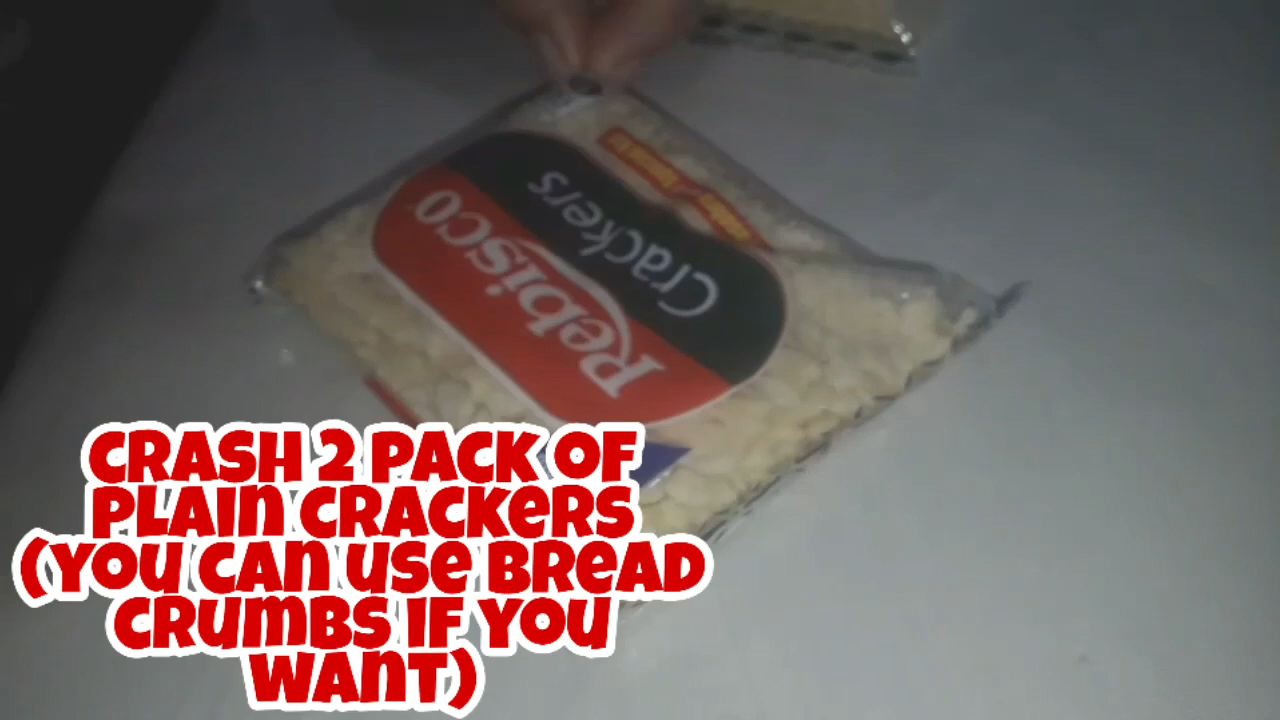 Rebisco
Crackers
CRASH 2 PACK OF
PLAIN CRACKERS
(YOU CAN USE BREAD
CRUMBS IF YOU
WANT)